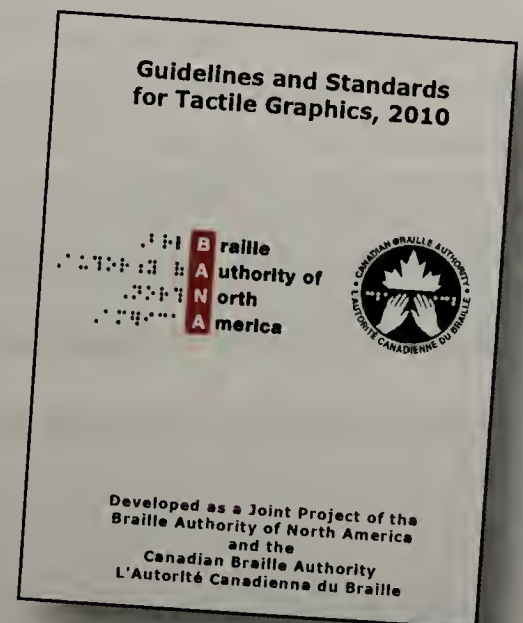 Guidelines and Standards
for Tactile Graphics, 2010
Braille
Authority of
North
America
CANADIAN BRAILLE AUTHORITY
L'AUTORITÉ CANADIENNE DU BRAILLE
Developed as a Joint Project of the
Braille Authority of North America
and the
Canadian Braille Authority
L'Autorité Canadienna du Braille